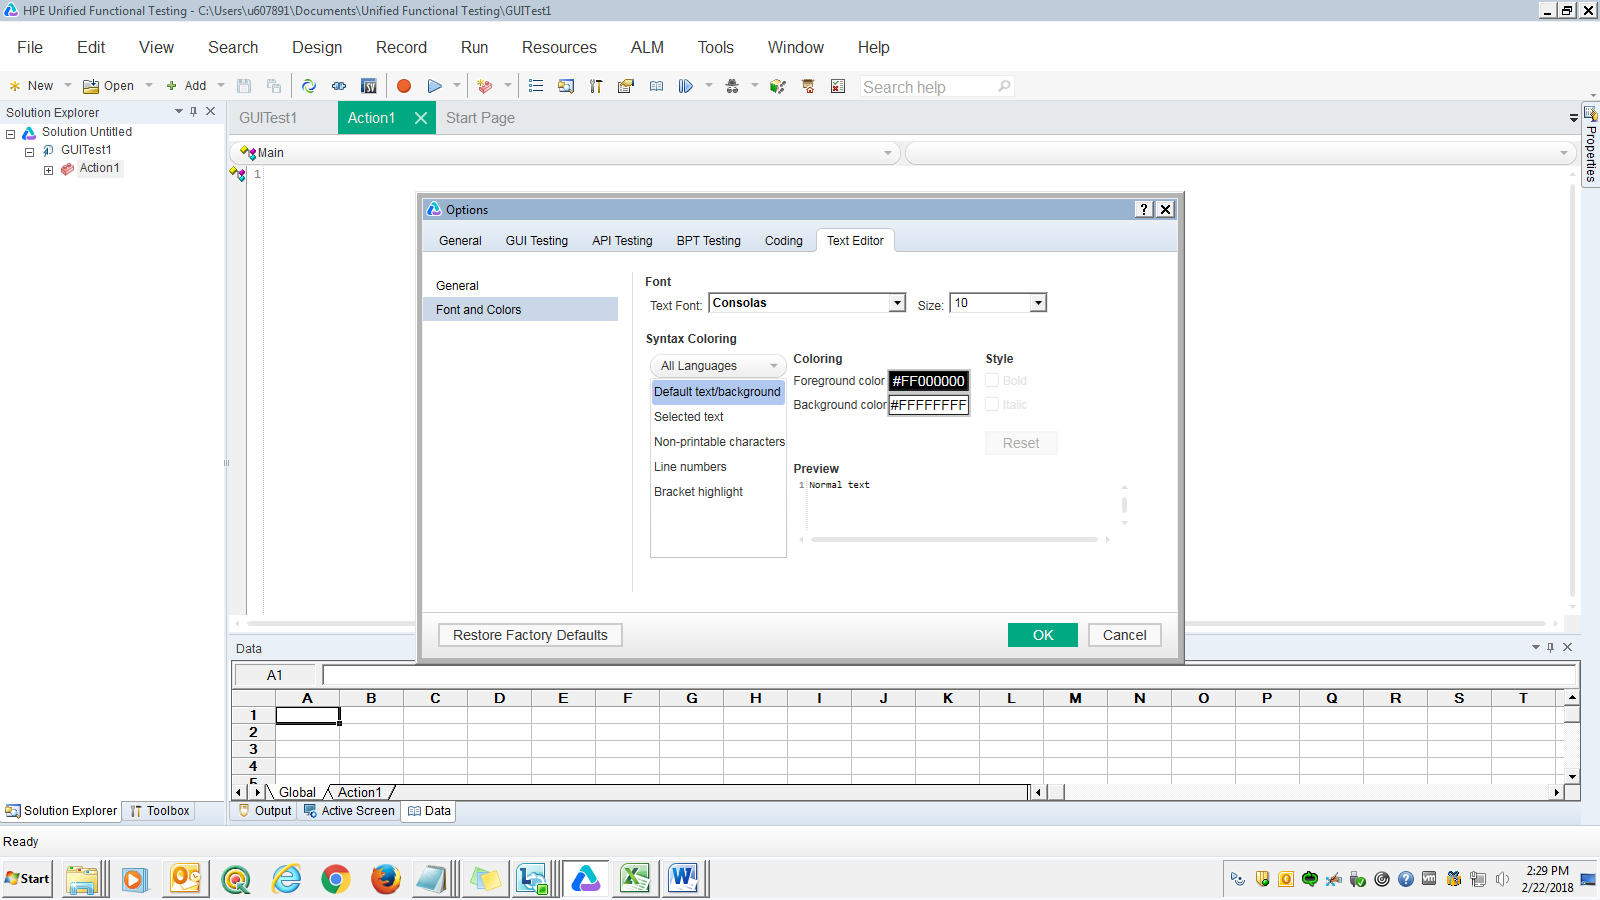 HPE Unified Functional Testing - C:\Users\u607891\Documents\Unified Functional Testing\GUITest1
File Edit View Search Design Record Run Resources ALM Tools Window Help
New Open Add Search help
Solution Explorer
Solution Untitled
GUITest1
Action1
GUITest1 Action1 Start Page
Main
1
Properties
Options
General GUI Testing API Testing BPT Testing Coding Text Editor
General
Font and Colors
Font
Text Font: Consolas Size: 10
Syntax Coloring
All Languages
Default text/background
Selected text
Non-printable characters
Line numbers
Bracket highlight
Coloring
Foreground color #FF000000
Background color #FFFFFFFF
Style
Bold
Italic
Reset
Preview
1 Normal text
Restore Factory Defaults OK Cancel
Data
A1
A B C D E F G H I J K L M N O P Q R S T
1
2
3
4
5
Global Action1
Solution Explorer Toolbox Output Active Screen Data
Ready
Start
2:29 PM
2/22/2018